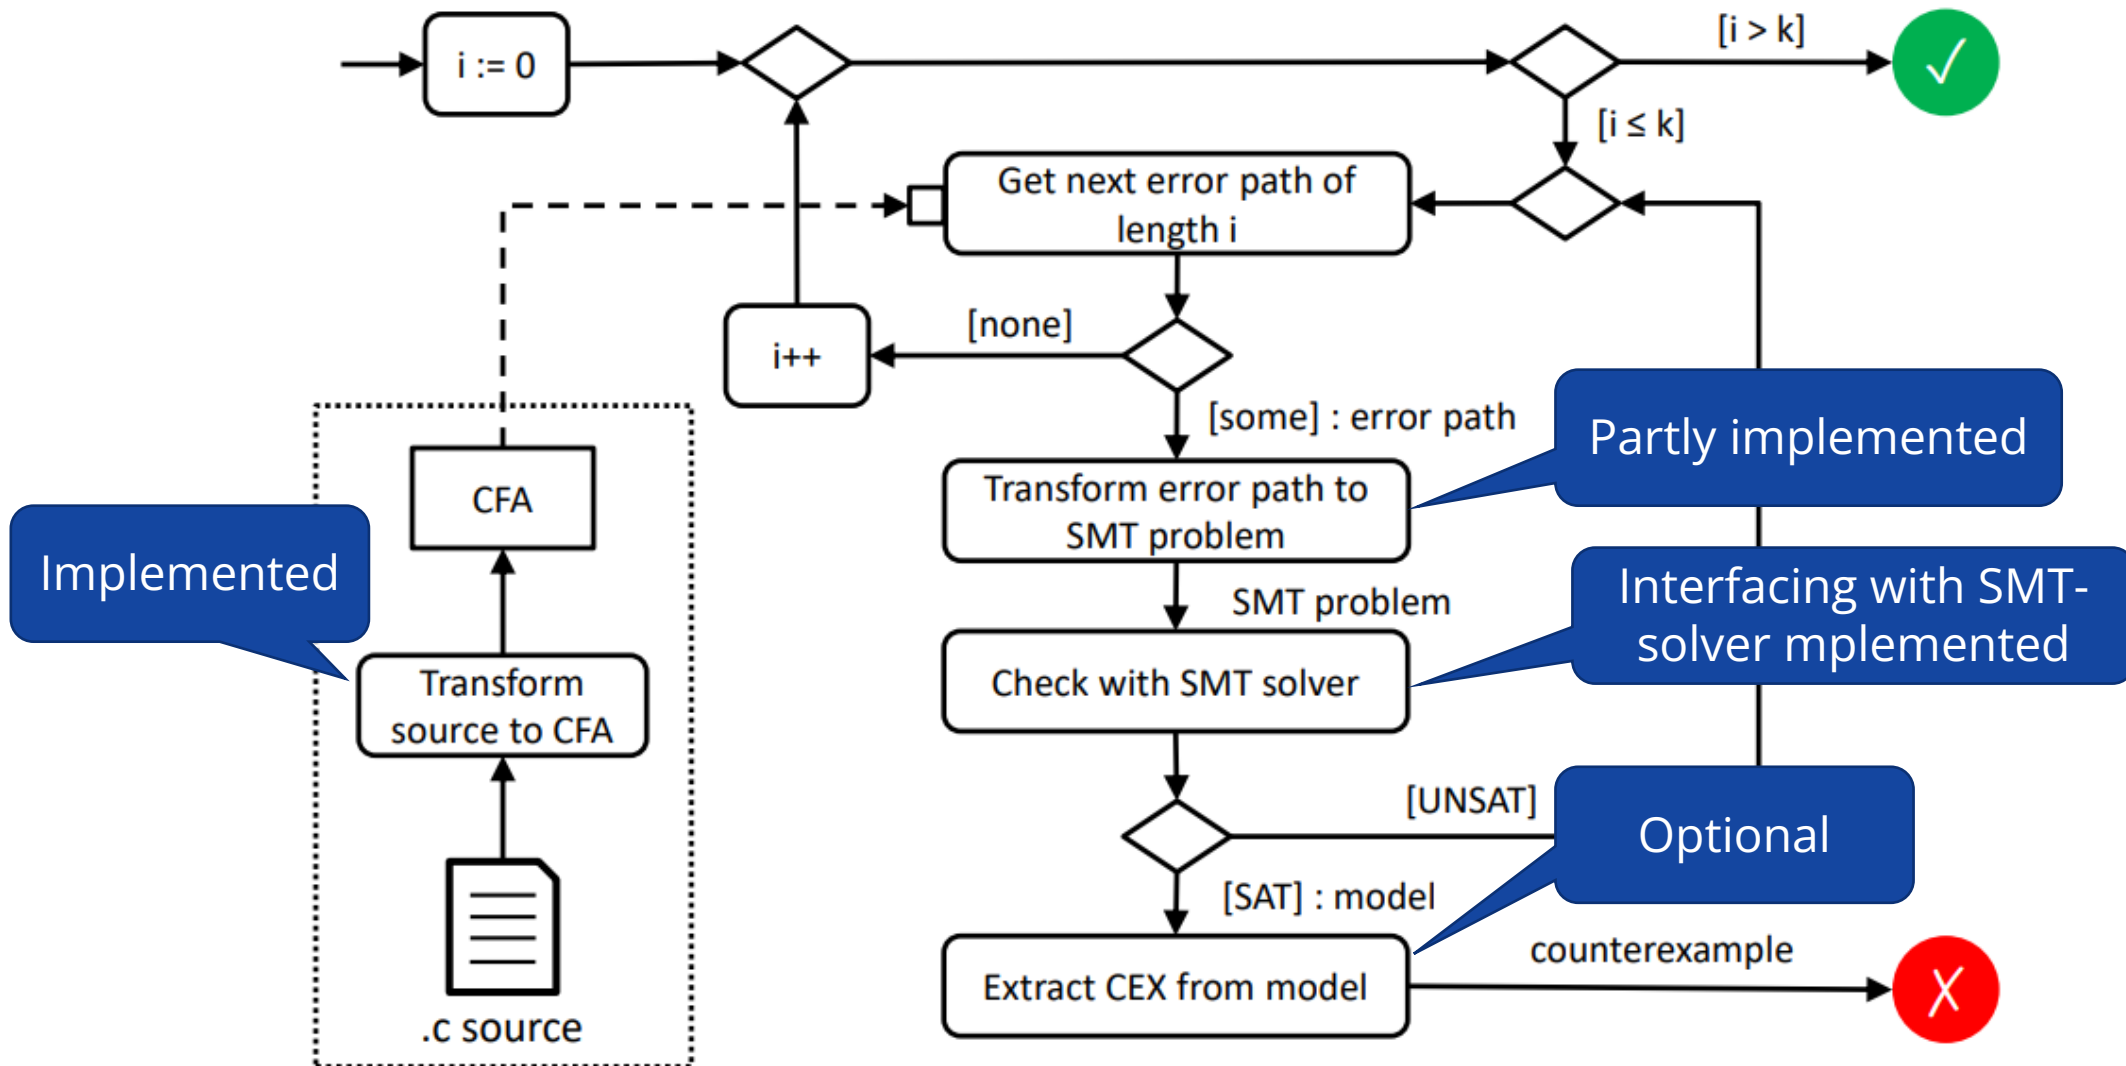 i := 0
[i > k]
✓
[i ≤ k]
Get next error path of
length i
[none]
i++
[some] : error path
Partly implemented
CFA
Transform error path to
SMT problem
Implemented
Interfacing with SMT-
solver mplemented
SMT problem
Transform
source to CFA
Check with SMT solver
[UNSAT]
Optional
[SAT] : model
counterexample
Extract CEX from model
✗
.c source